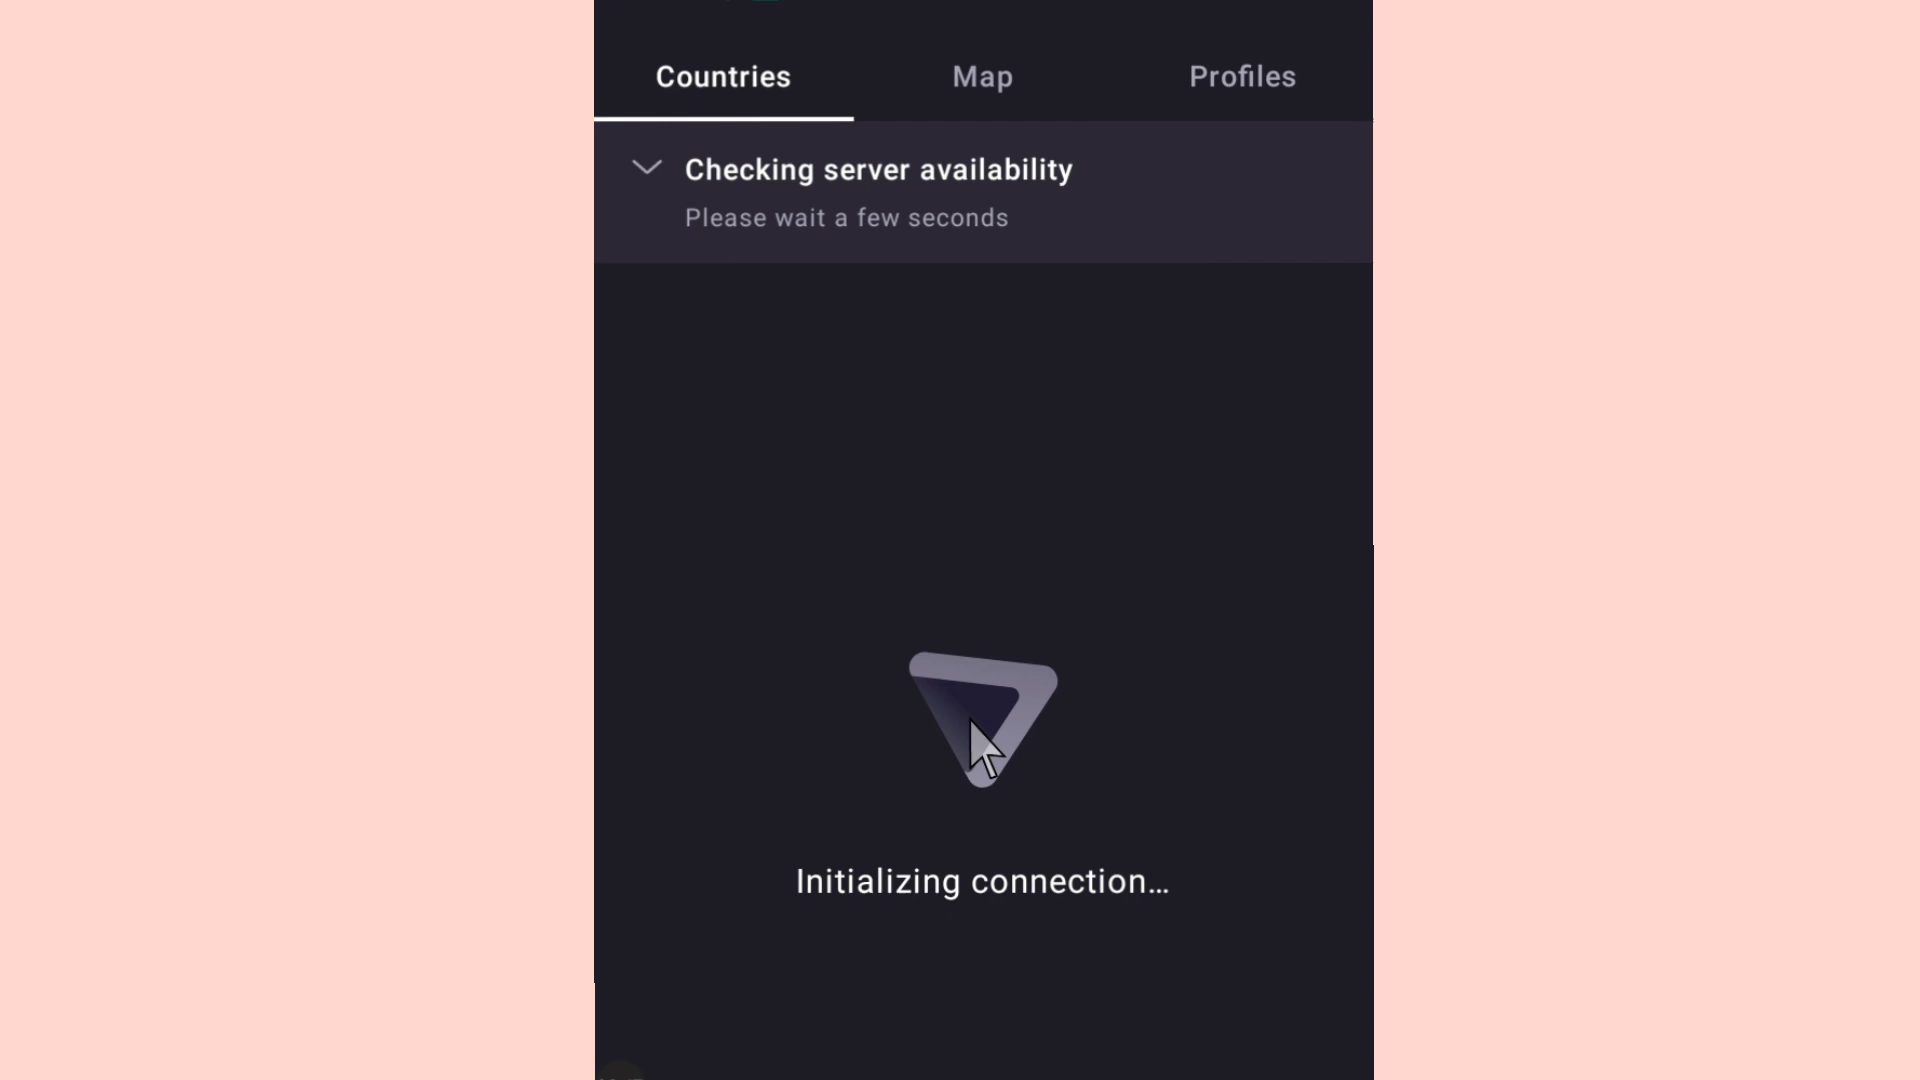 Countries Map Profiles
Checking server availability
Please wait a few seconds
Initializing connection...